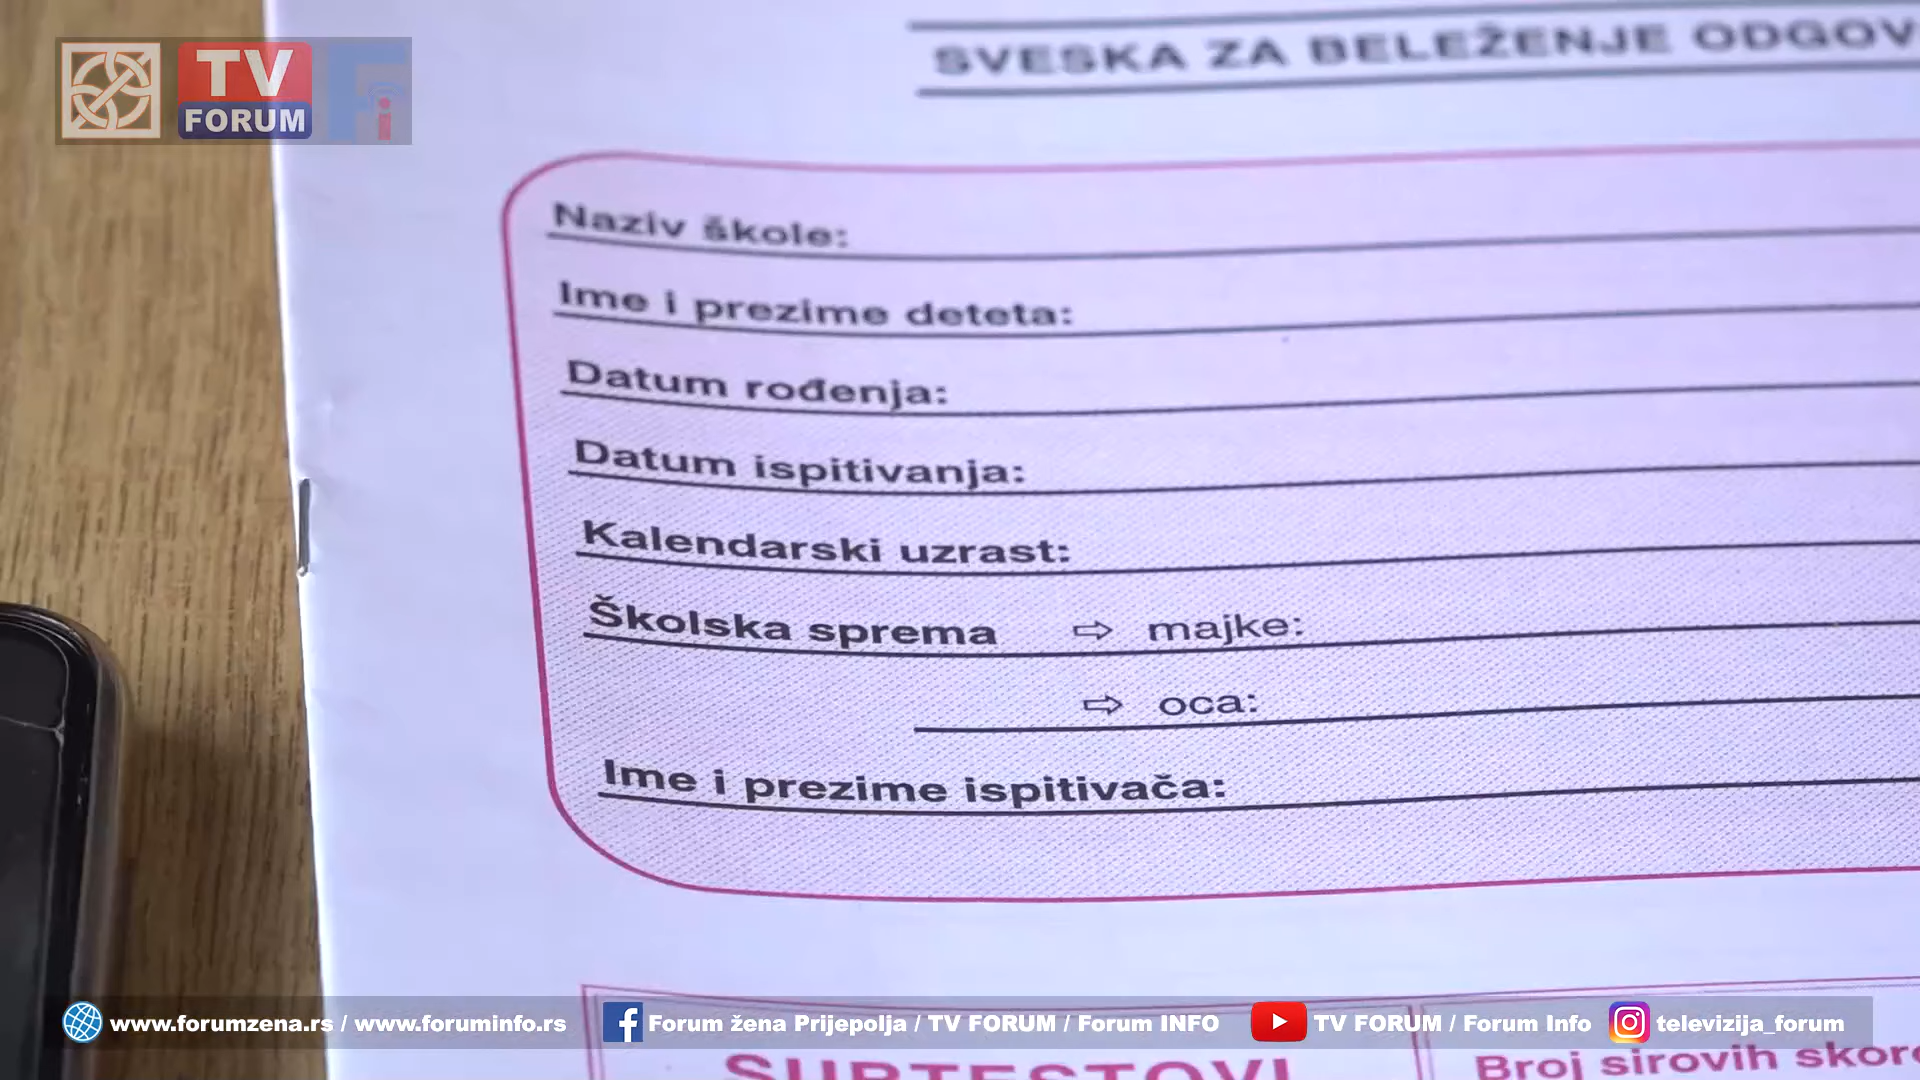 TV
FORUM
Fi
SVESKA ZA BELEŽENJE
Naziv škole:
Ime i prezime deteta:
Datum rođenja:
Datum ispitivanja:
Kalendarski uzrast:
Školska sprema ⇨ majke:
⇨ oca:
Ime i prezime ispitivača:
SUBTESTOVI
Broj sirovih
www.forumzena.rs / www.foruminfo.rs
Forum žena Prijepolja / TV FORUM / Forum INFO
TV FORUM / Forum Info
televizija_forum